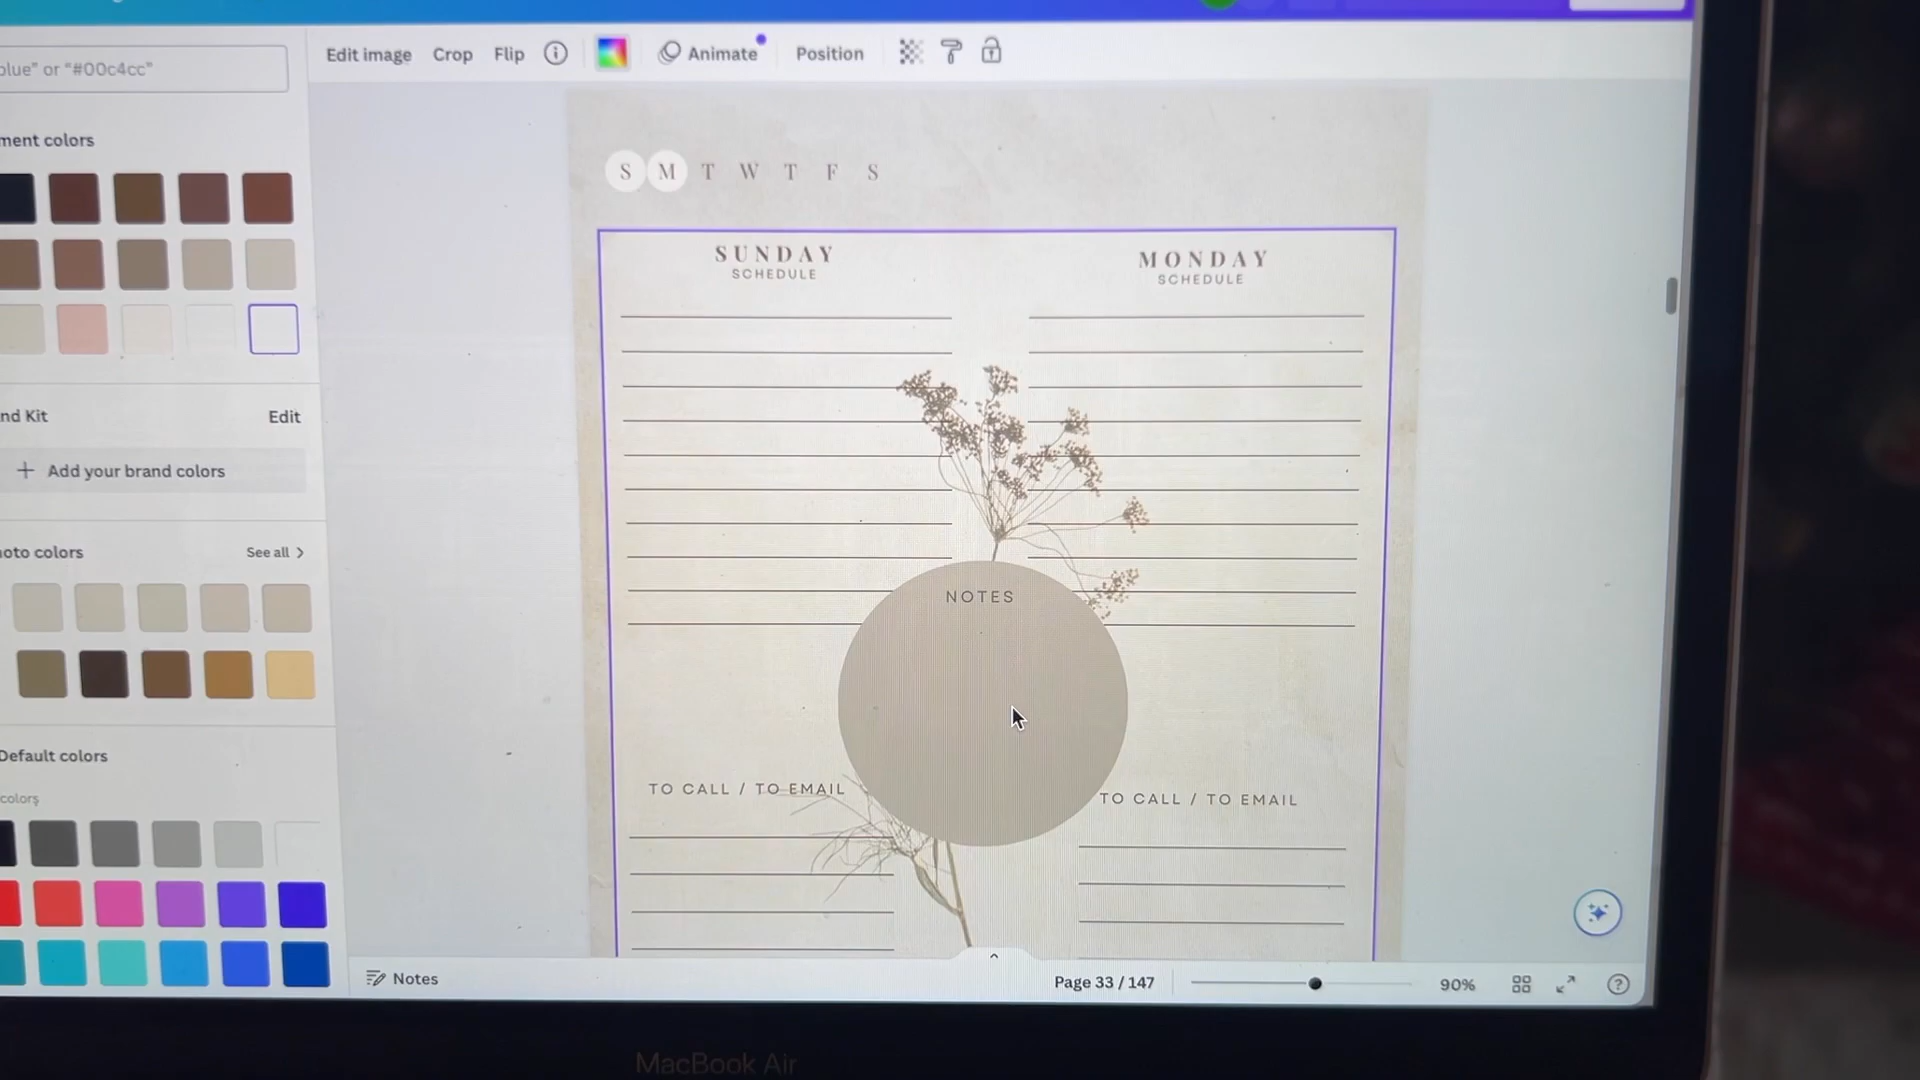 blue" or "#00c4cc"
Edit image Crop Flip Animate Position
ment colors
S M T W T F S
SUNDAY
SCHEDULE
MONDAY
SCHEDULE
nd Kit
Edit
+ Add your brand colors
oto colors
See all >
NOTES
Default colors
colors
TO CALL / TO EMAIL
TO CALL / TO EMAIL
Notes
Page 33 / 147
90%
MacBook Air